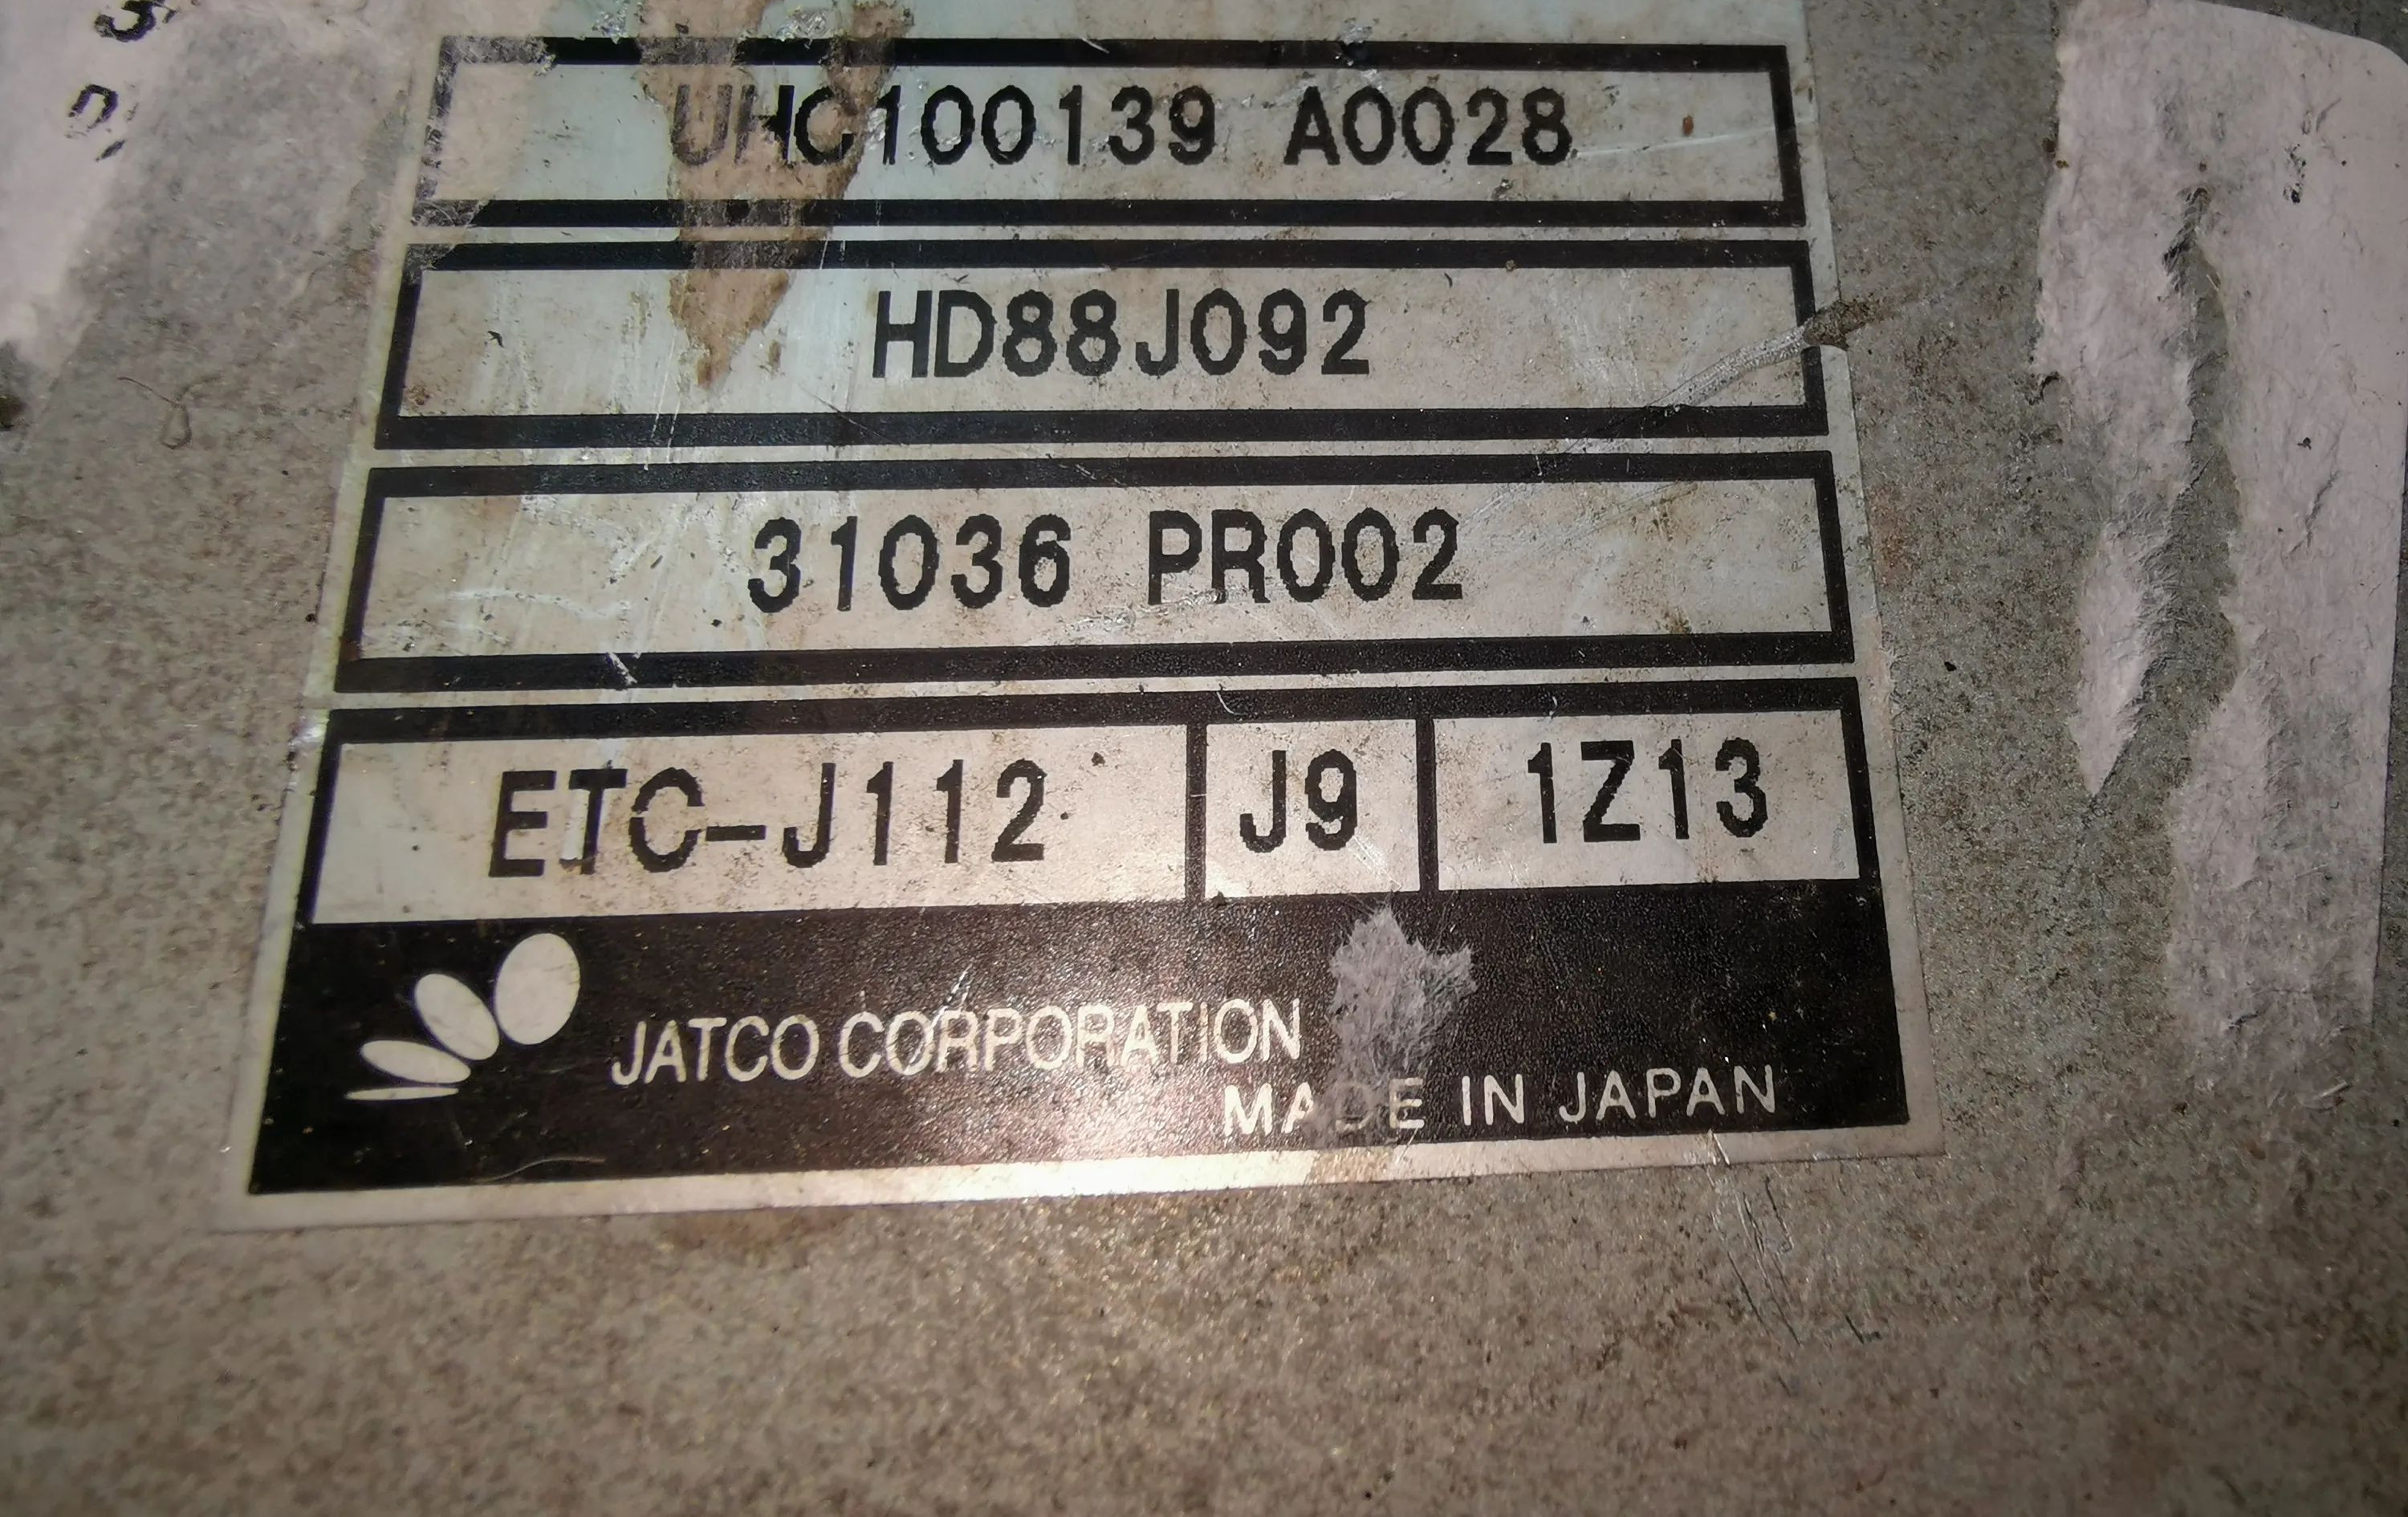 UHC100139 A0028
HD88J092
31036 PR002
ETC-J112 J9 1Z13
JATCO CORPORATION
MADE IN JAPAN